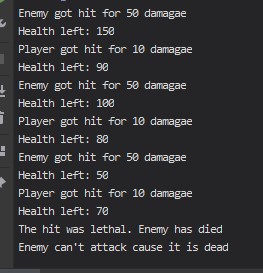 Enemy got hit for 50 damagae
Health left: 150
Player got hit for 10 damagae
Health left: 90
Enemy got hit for 50 damagae
Health left: 100
Player got hit for 10 damagae
Health left: 80
Enemy got hit for 50 damagae
Health left: 50
Player got hit for 10 damagae
Health left: 70
The hit was lethal. Enemy has died
Enemy can't attack cause it is dead